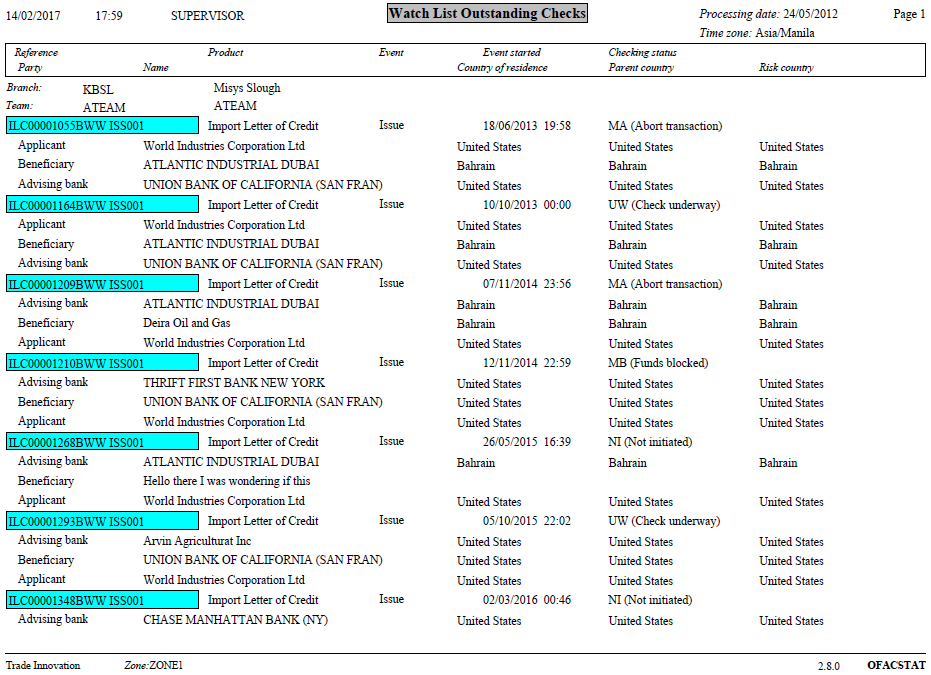 14/02/2017 17:59 SUPERVISOR Watch List Outstanding Checks Processing date: 24/05/2012 Page 1
Time zone: Asia/Manila
Reference Product Event Event started Checking status
Party Name Country of residence Parent country Risk country
Branch: KBSL Misys Slough
Team: ATEAM ATEAM
ILC00001055BWW ISS001 Import Letter of Credit Issue 18/06/2013 19:58 MA (Abort transaction)
Applicant World Industries Corporation Ltd United States United States United States
Beneficiary ATLANTIC INDUSTRIAL DUBAI Bahrain Bahrain Bahrain
Advising bank UNION BANK OF CALIFORNIA (SAN FRAN) United States United States United States
ILC00001164BWW ISS001 Import Letter of Credit Issue 10/10/2013 00:00 UW (Check underway)
Applicant World Industries Corporation Ltd United States United States United States
Beneficiary ATLANTIC INDUSTRIAL DUBAI Bahrain Bahrain Bahrain
Advising bank UNION BANK OF CALIFORNIA (SAN FRAN) United States United States United States
ILC00001209BWW ISS001 Import Letter of Credit Issue 07/11/2014 23:56 MA (Abort transaction)
Advising bank ATLANTIC INDUSTRIAL DUBAI Bahrain Bahrain Bahrain
Beneficiary Deira Oil and Gas Bahrain Bahrain Bahrain
Applicant World Industries Corporation Ltd United States United States United States
ILC00001210BWW ISS001 Import Letter of Credit Issue 12/11/2014 22:59 MB (Funds blocked)
Advising bank THRIFT FIRST BANK NEW YORK United States United States United States
Beneficiary UNION BANK OF CALIFORNIA (SAN FRAN) United States United States United States
Applicant World Industries Corporation Ltd United States United States United States
ILC00001268BWW ISS001 Import Letter of Credit Issue 26/05/2015 16:39 NI (Not initiated)
Advising bank ATLANTIC INDUSTRIAL DUBAI Bahrain Bahrain Bahrain
Beneficiary Hello there I was wondering if this
Applicant World Industries Corporation Ltd United States United States United States
ILC00001293BWW ISS001 Import Letter of Credit Issue 05/10/2015 22:02 UW (Check underway)
Advising bank Arvin Agriculturat Inc United States United States United States
Beneficiary UNION BANK OF CALIFORNIA (SAN FRAN) United States United States United States
Applicant World Industries Corporation Ltd United States United States United States
ILC00001348BWW ISS001 Import Letter of Credit Issue 02/03/2016 00:46 NI (Not initiated)
Advising bank CHASE MANHATTAN BANK (NY) United States United States United States
Trade Innovation Zone:ZONE1 2.8.0 OFACSTAT